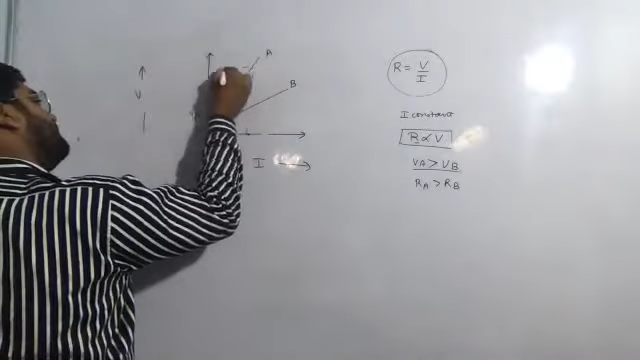 A
B
V
I
R = V/I
I constant
R ∝ V
VA > VB
RA > RB